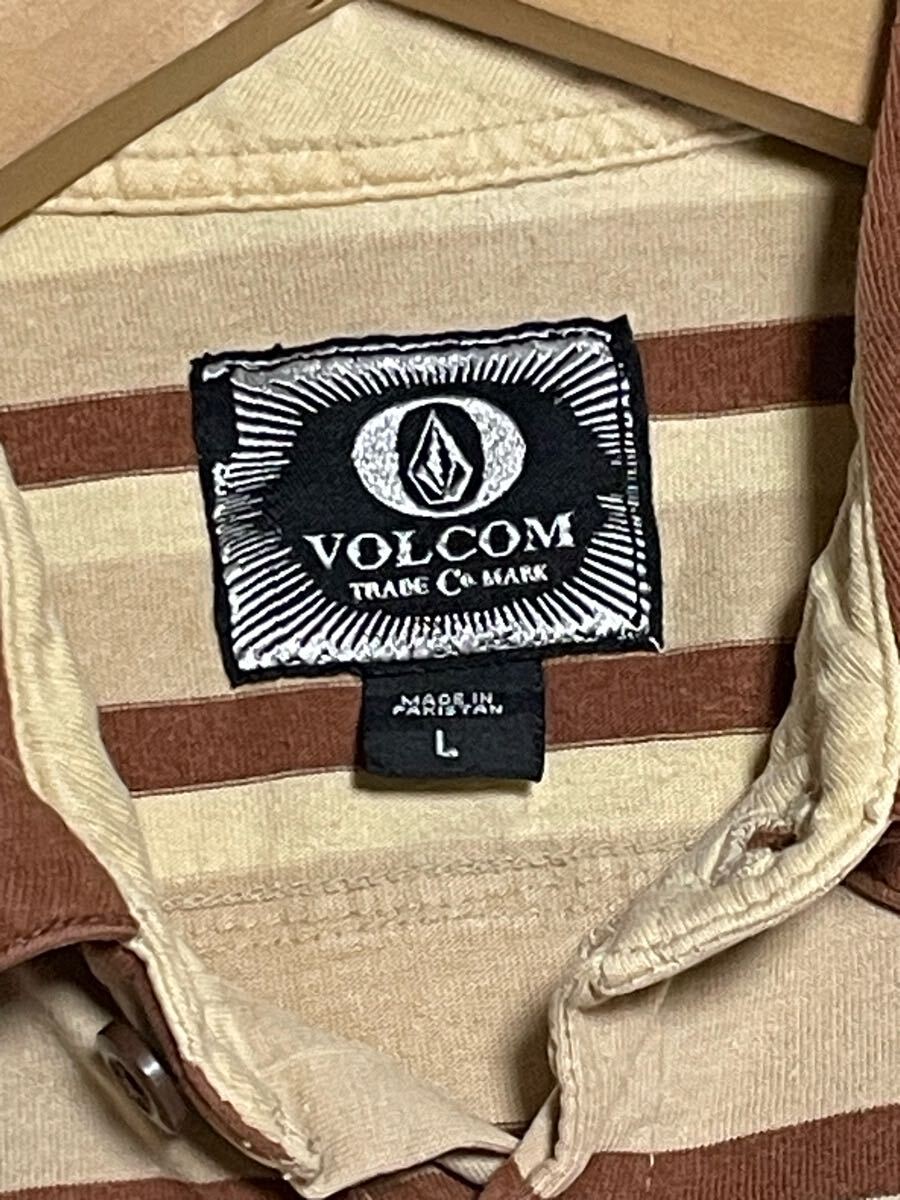 VOLCOM
TRADE Co. MARK
MADE IN
PAKISTAN
L